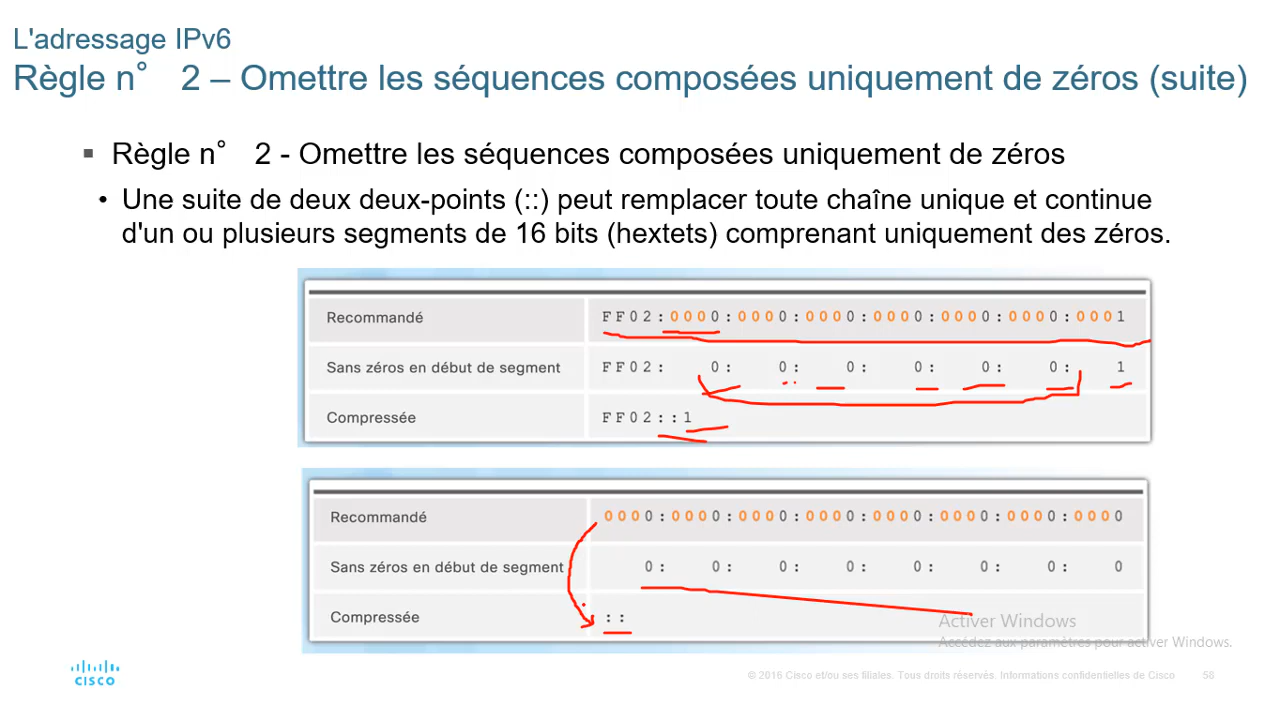 L'adressage IPv6
Règle n° 2 – Omettre les séquences composées uniquement de zéros (suite)
▪ Règle n° 2 - Omettre les séquences composées uniquement de zéros
• Une suite de deux deux-points (::) peut remplacer toute chaîne unique et continue
d'un ou plusieurs segments de 16 bits (hextets) comprenant uniquement des zéros.
Recommandé FF02:0000:0000:0000:0000:0000:0000:0001
Sans zéros en début de segment FF02: 0: 0: 0: 0: 0: 0: 1
Compressée FF02::1
Recommandé 0000:0000:0000:0000:0000:0000:0000:0000
Sans zéros en début de segment 0: 0: 0: 0: 0: 0: 0: 0
Compressée ::
Activer Windows
Accédez aux paramètres pour activer Windows.
CISCO
© 2016 Cisco et/ou ses filiales. Tous droits réservés. Informations confidentielles de Cisco 56